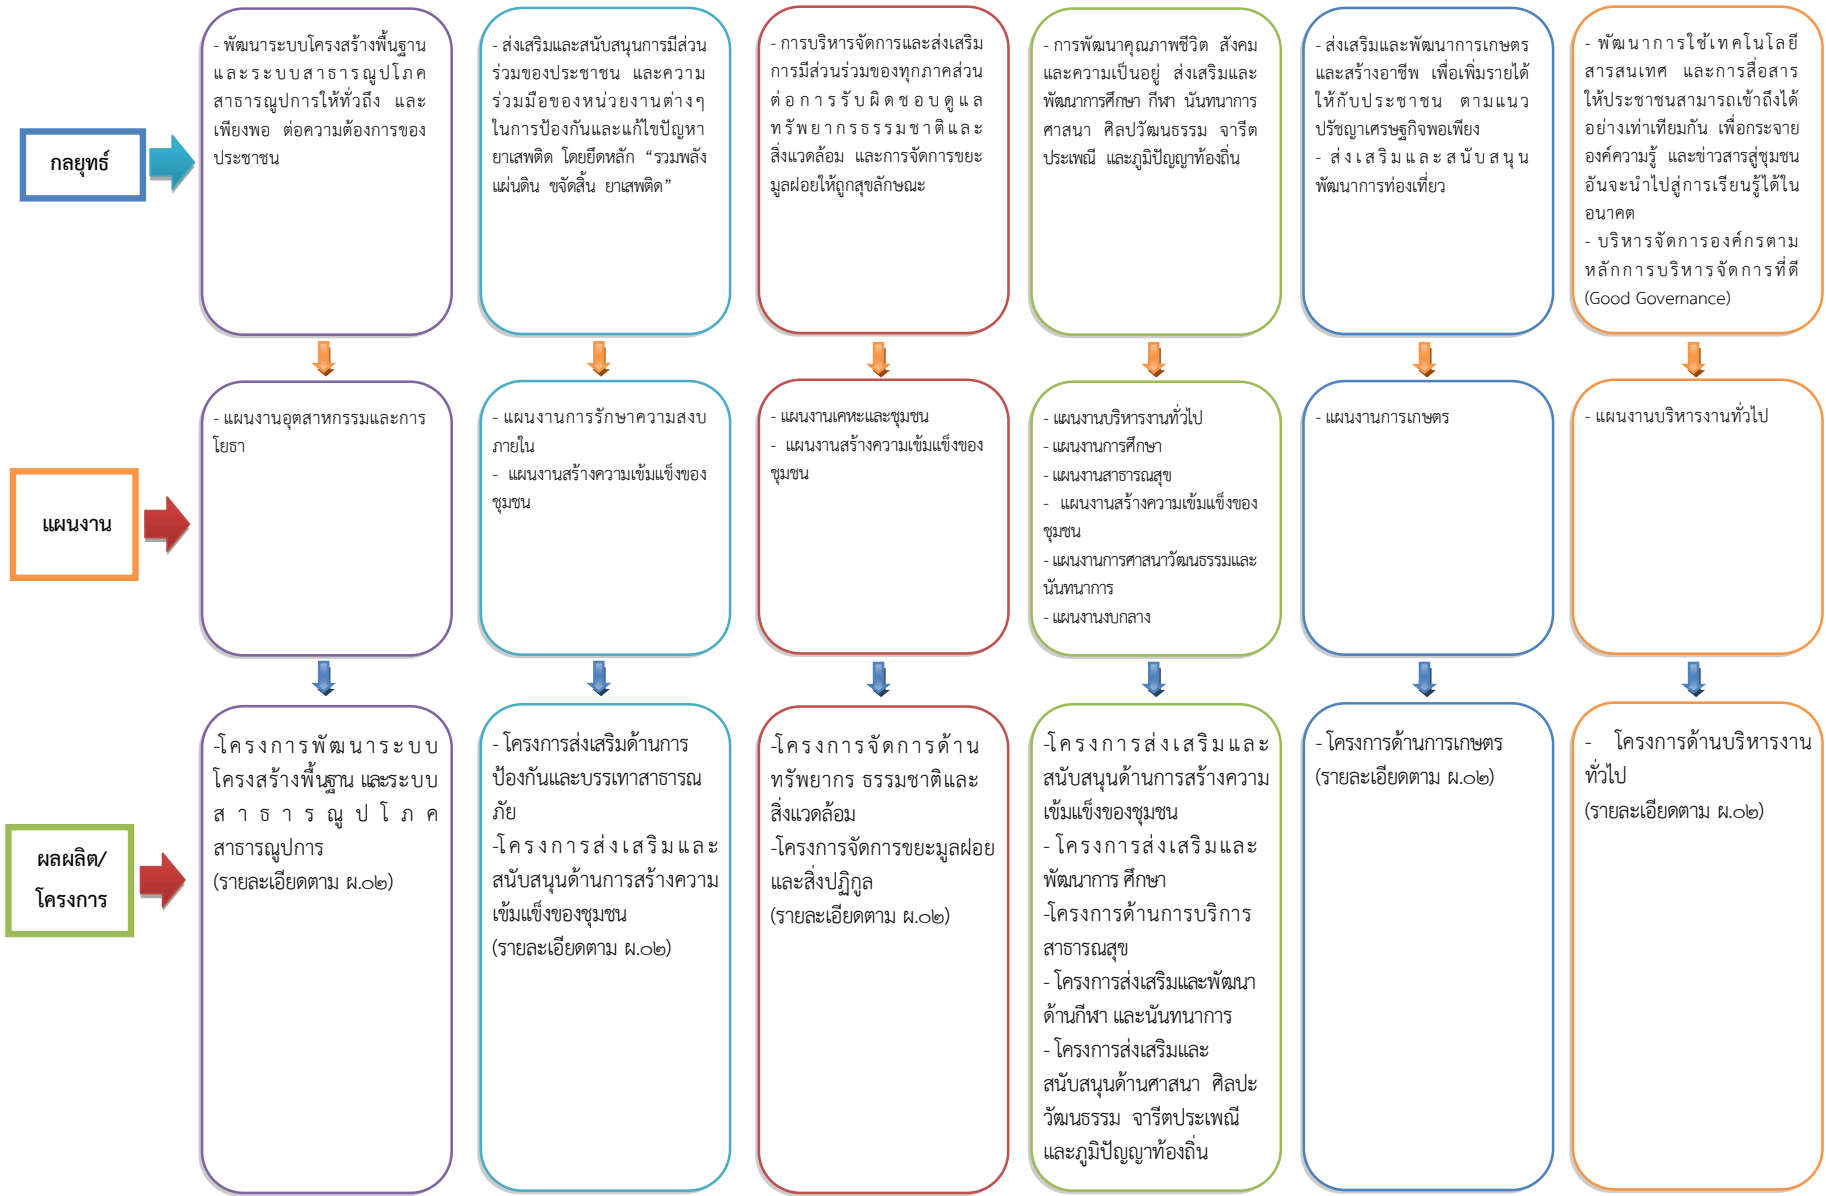 กลยุทธ์
- พัฒนาระบบโครงสร้างพื้นฐาน
และระบบสาธารณูปโภค
สาธารณูปการให้ทั่วถึง และ
เพียงพอ ต่อความต้องการของ
ประชาชน
- ส่งเสริมและสนับสนุนการมีส่วน
ร่วมของประชาชน และความ
ร่วมมือของหน่วยงานต่างๆ
ในการป้องกันและแก้ไขปัญหา
ยาเสพติด โดยยึดหลัก “รวมพลัง
แผ่นดิน ขจัดสิ้น ยาเสพติด”
- การบริหารจัดการและส่งเสริม
การมีส่วนร่วมของทุกภาคส่วน
ต่อการรับผิดชอบดูแล
ทรัพยากรธรรมชาติและ
สิ่งแวดล้อม และการจัดการขยะ
มูลฝอยให้ถูกสุขลักษณะ
- การพัฒนาคุณภาพชีวิต สังคม
และความเป็นอยู่ ส่งเสริมและ
พัฒนาการศึกษา กีฬา นันทนาการ
ศาสนา ศิลปวัฒนธรรม จารีต
ประเพณี และภูมิปัญญาท้องถิ่น
- ส่งเสริมและพัฒนาการเกษตร
และสร้างอาชีพ เพื่อเพิ่มรายได้
ให้กับประชาชน ตามแนว
ปรัชญาเศรษฐกิจพอเพียง
- ส่งเสริมและสนับสนุน
พัฒนาการท่องเที่ยว
- พัฒนาการใช้เทคโนโลยี
สารสนเทศ และการสื่อสาร
ให้ประชาชนสามารถเข้าถึงได้
อย่างเท่าเทียมกัน เพื่อกระจาย
องค์ความรู้ และข่าวสารสู่ชุมชน
อันจะนำไปสู่การเรียนรู้ได้ใน
อนาคต
- บริหารจัดการองค์กรตาม
หลักการบริหารจัดการที่ดี
(Good Governance)
แผนงาน
- แผนงานอุตสาหกรรมและการ
โยธา
- แผนงานการรักษาความสงบ
ภายใน
- แผนงานสร้างความเข้มแข็งของ
ชุมชน
- แผนงานเคหะและชุมชน
- แผนงานสร้างความเข้มแข็งของ
ชุมชน
- แผนงานบริหารงานทั่วไป
- แผนงานการศึกษา
- แผนงานสาธารณสุข
- แผนงานสร้างความเข้มแข็งของ
ชุมชน
- แผนงานการศาสนาวัฒนธรรมและ
นันทนาการ
- แผนงานงบกลาง
- แผนงานการเกษตร
- แผนงานบริหารงานทั่วไป
ผลผลิต/
โครงการ
-โครงการพัฒนาระบบ
โครงสร้างพื้นฐาน และระบบ
สาธารณูปโภค
สาธารณูปการ
(รายละเอียดตาม ผ.๐๒)
- โครงการส่งเสริมด้านการ
ป้องกันและบรรเทาสาธารณ
ภัย
-โครงการส่งเสริมและ
สนับสนุนด้านการสร้างความ
เข้มแข็งของชุมชน
(รายละเอียดตาม ผ.๐๒)
-โครงการจัดการด้าน
ทรัพยากร ธรรมชาติและ
สิ่งแวดล้อม
-โครงการจัดการขยะมูลฝอย
และสิ่งปฏิกูล
(รายละเอียดตาม ผ.๐๒)
-โครงการส่งเสริมและ
สนับสนุนด้านการสร้างความ
เข้มแข็งของชุมชน
- โครงการส่งเสริมและ
พัฒนาการ ศึกษา
-โครงการด้านการบริการ
สาธารณสุข
- โครงการส่งเสริมและพัฒนา
ด้านกีฬา และนันทนาการ
- โครงการส่งเสริมและ
สนับสนุนด้านศาสนา ศิลปะ
วัฒนธรรม จารีตประเพณี
และภูมิปัญญาท้องถิ่น
- โครงการด้านการเกษตร
(รายละเอียดตาม ผ.๐๒)
- โครงการด้านบริหารงาน
ทั่วไป
(รายละเอียดตาม ผ.๐๒)